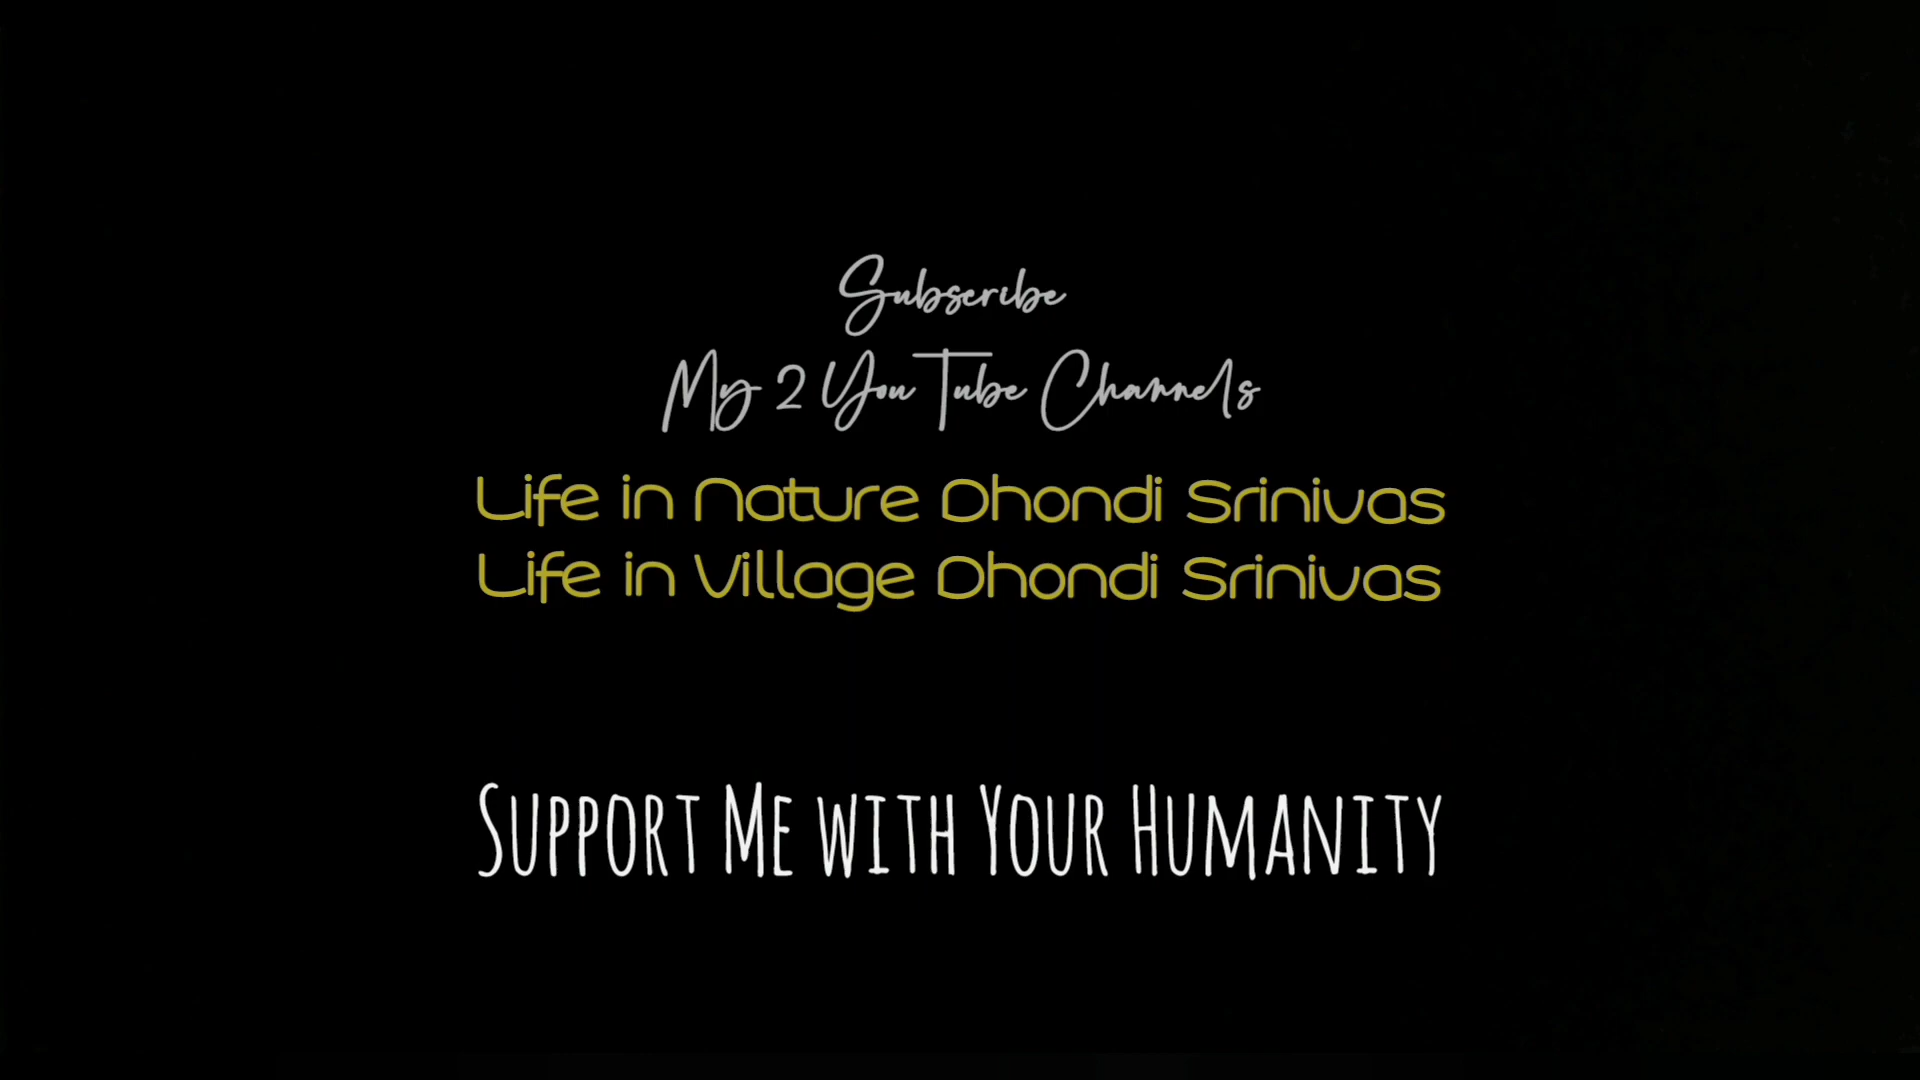 Subscribe
My 2 YouTube Channels
Life in Nature Dhondi Srinivas
Life in Village Dhondi Srinivas
Support Me with Your Humanity